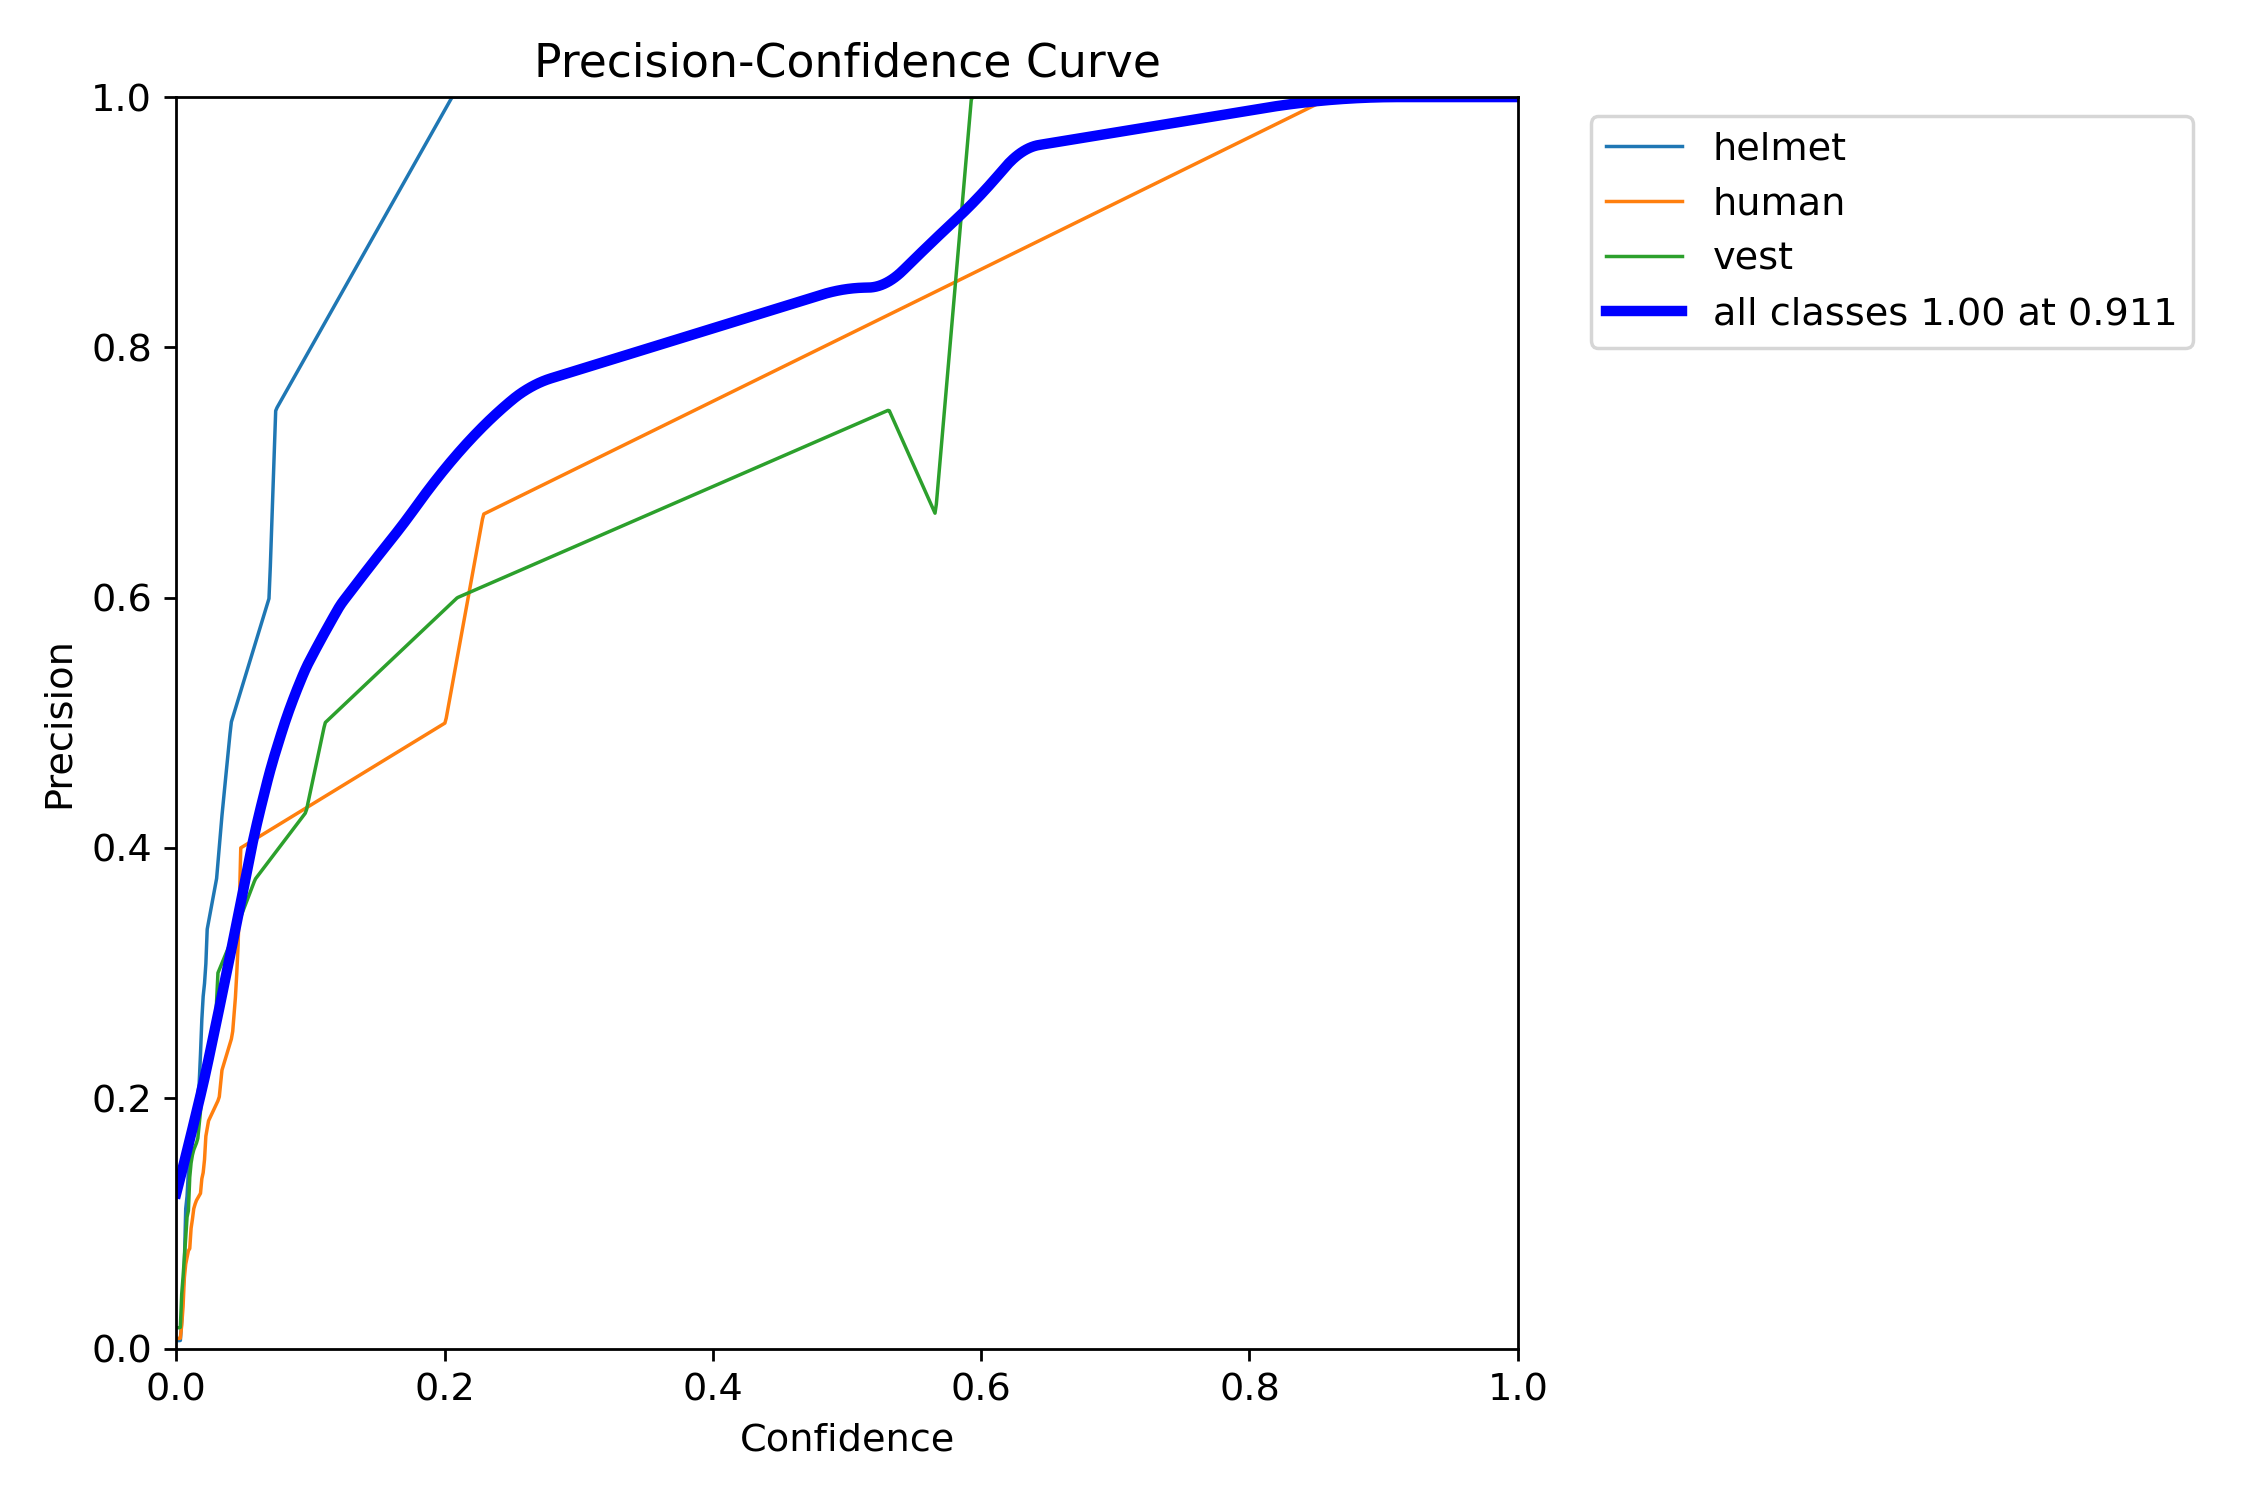 Precision-Confidence Curve
1.0
0.8
0.6
0.4
0.2
0.0
Precision
0.0 0.2 0.4 0.6 0.8 1.0
Confidence
helmet
human
vest
all classes 1.00 at 0.911